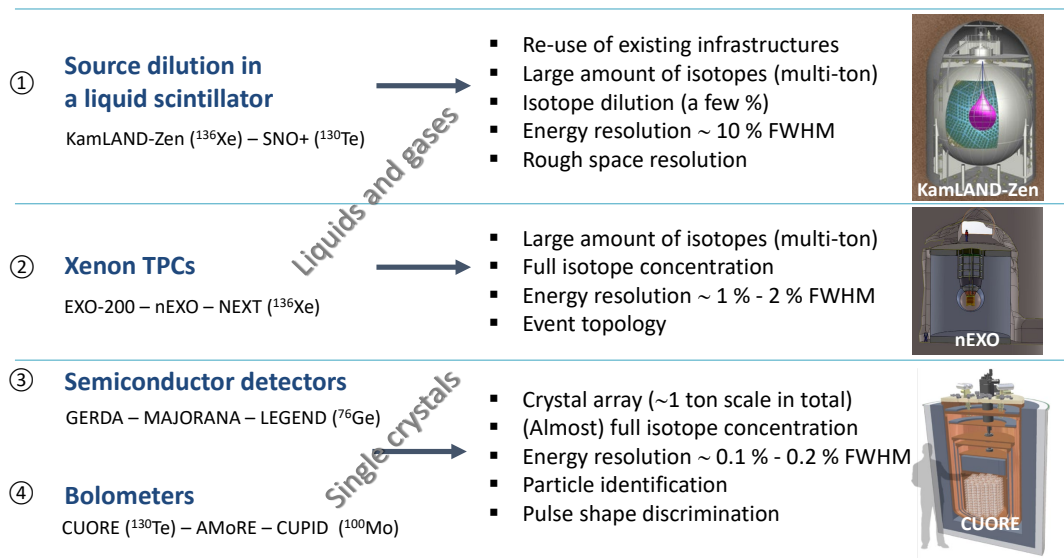 ①
Source dilution in
a liquid scintillator
KamLAND-Zen (¹³⁶Xe) – SNO+ (¹³⁰Te)
Liquids and gases
▪ Re-use of existing infrastructures
▪ Large amount of isotopes (multi-ton)
▪ Isotope dilution (a few %)
▪ Energy resolution ~ 10 % FWHM
▪ Rough space resolution
KamLAND-Zen
②
Xenon TPCs
EXO-200 – nEXO – NEXT (¹³⁶Xe)
▪ Large amount of isotopes (multi-ton)
▪ Full isotope concentration
▪ Energy resolution ~ 1 % - 2 % FWHM
▪ Event topology
nEXO
③
Semiconductor detectors
GERDA – MAJORANA – LEGEND (⁷⁶Ge)
Single crystals
④
Bolometers
CUORE (¹³⁰Te) – AMoRE – CUPID (¹⁰⁰Mo)
▪ Crystal array (~1 ton scale in total)
▪ (Almost) full isotope concentration
▪ Energy resolution ~ 0.1 % - 0.2 % FWHM
▪ Particle identification
▪ Pulse shape discrimination
CUORE